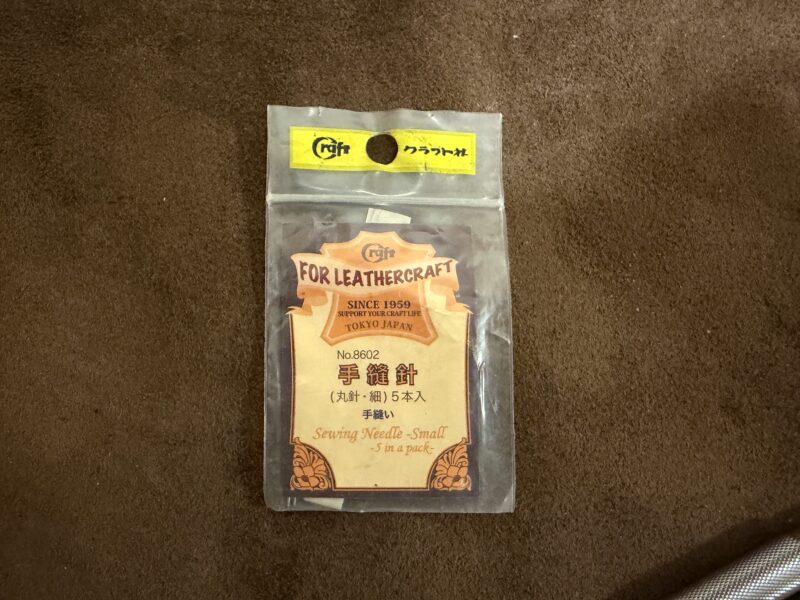 Craft クラフト社
Craft
FOR LEATHERCRAFT
SINCE 1959
SUPPORT YOUR CRAFT LIFE
TOKYO JAPAN
No.8602
手縫針
(丸針・細) 5本入
手縫い
Sewing Needle -Small
-5 in a pack-